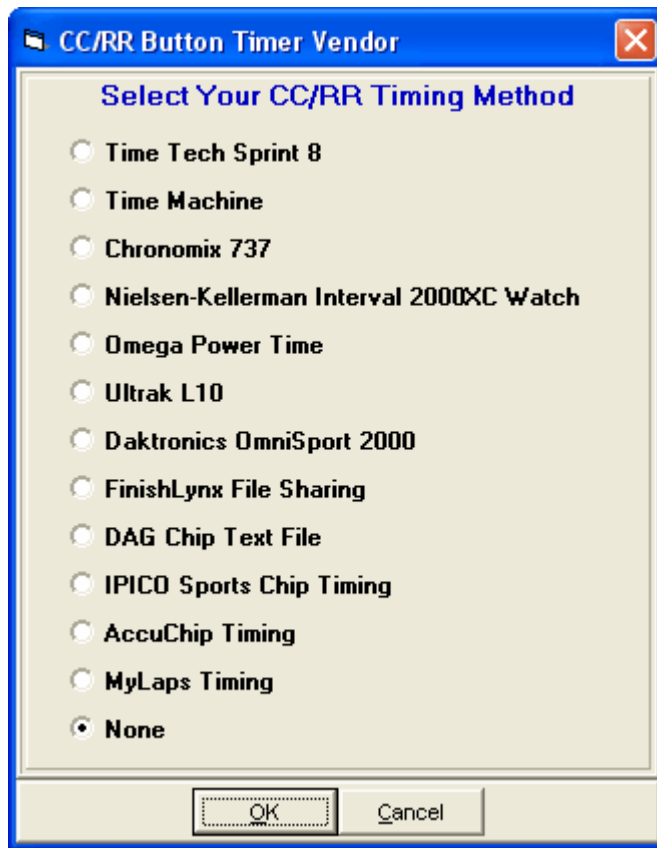 CC/RR Button Timer Vendor
Select Your CC/RR Timing Method
Time Tech Sprint 8
Time Machine
Chronomix 737
Nielsen-Kellerman Interval 2000XC Watch
Omega Power Time
Ultrak L10
Daktronics OmniSport 2000
FinishLynx File Sharing
DAG Chip Text File
IPICO Sports Chip Timing
AccuChip Timing
MyLaps Timing
None
OK Cancel